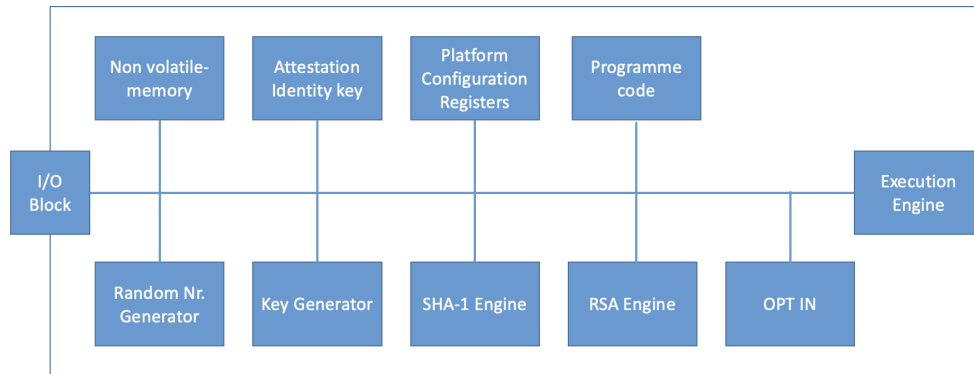 Non volatile-
memory
Attestation
Identity key
Platform
Configuration
Registers
Programme
code
I/O
Block
Execution
Engine
Random Nr.
Generator
Key Generator
SHA-1 Engine
RSA Engine
OPT IN